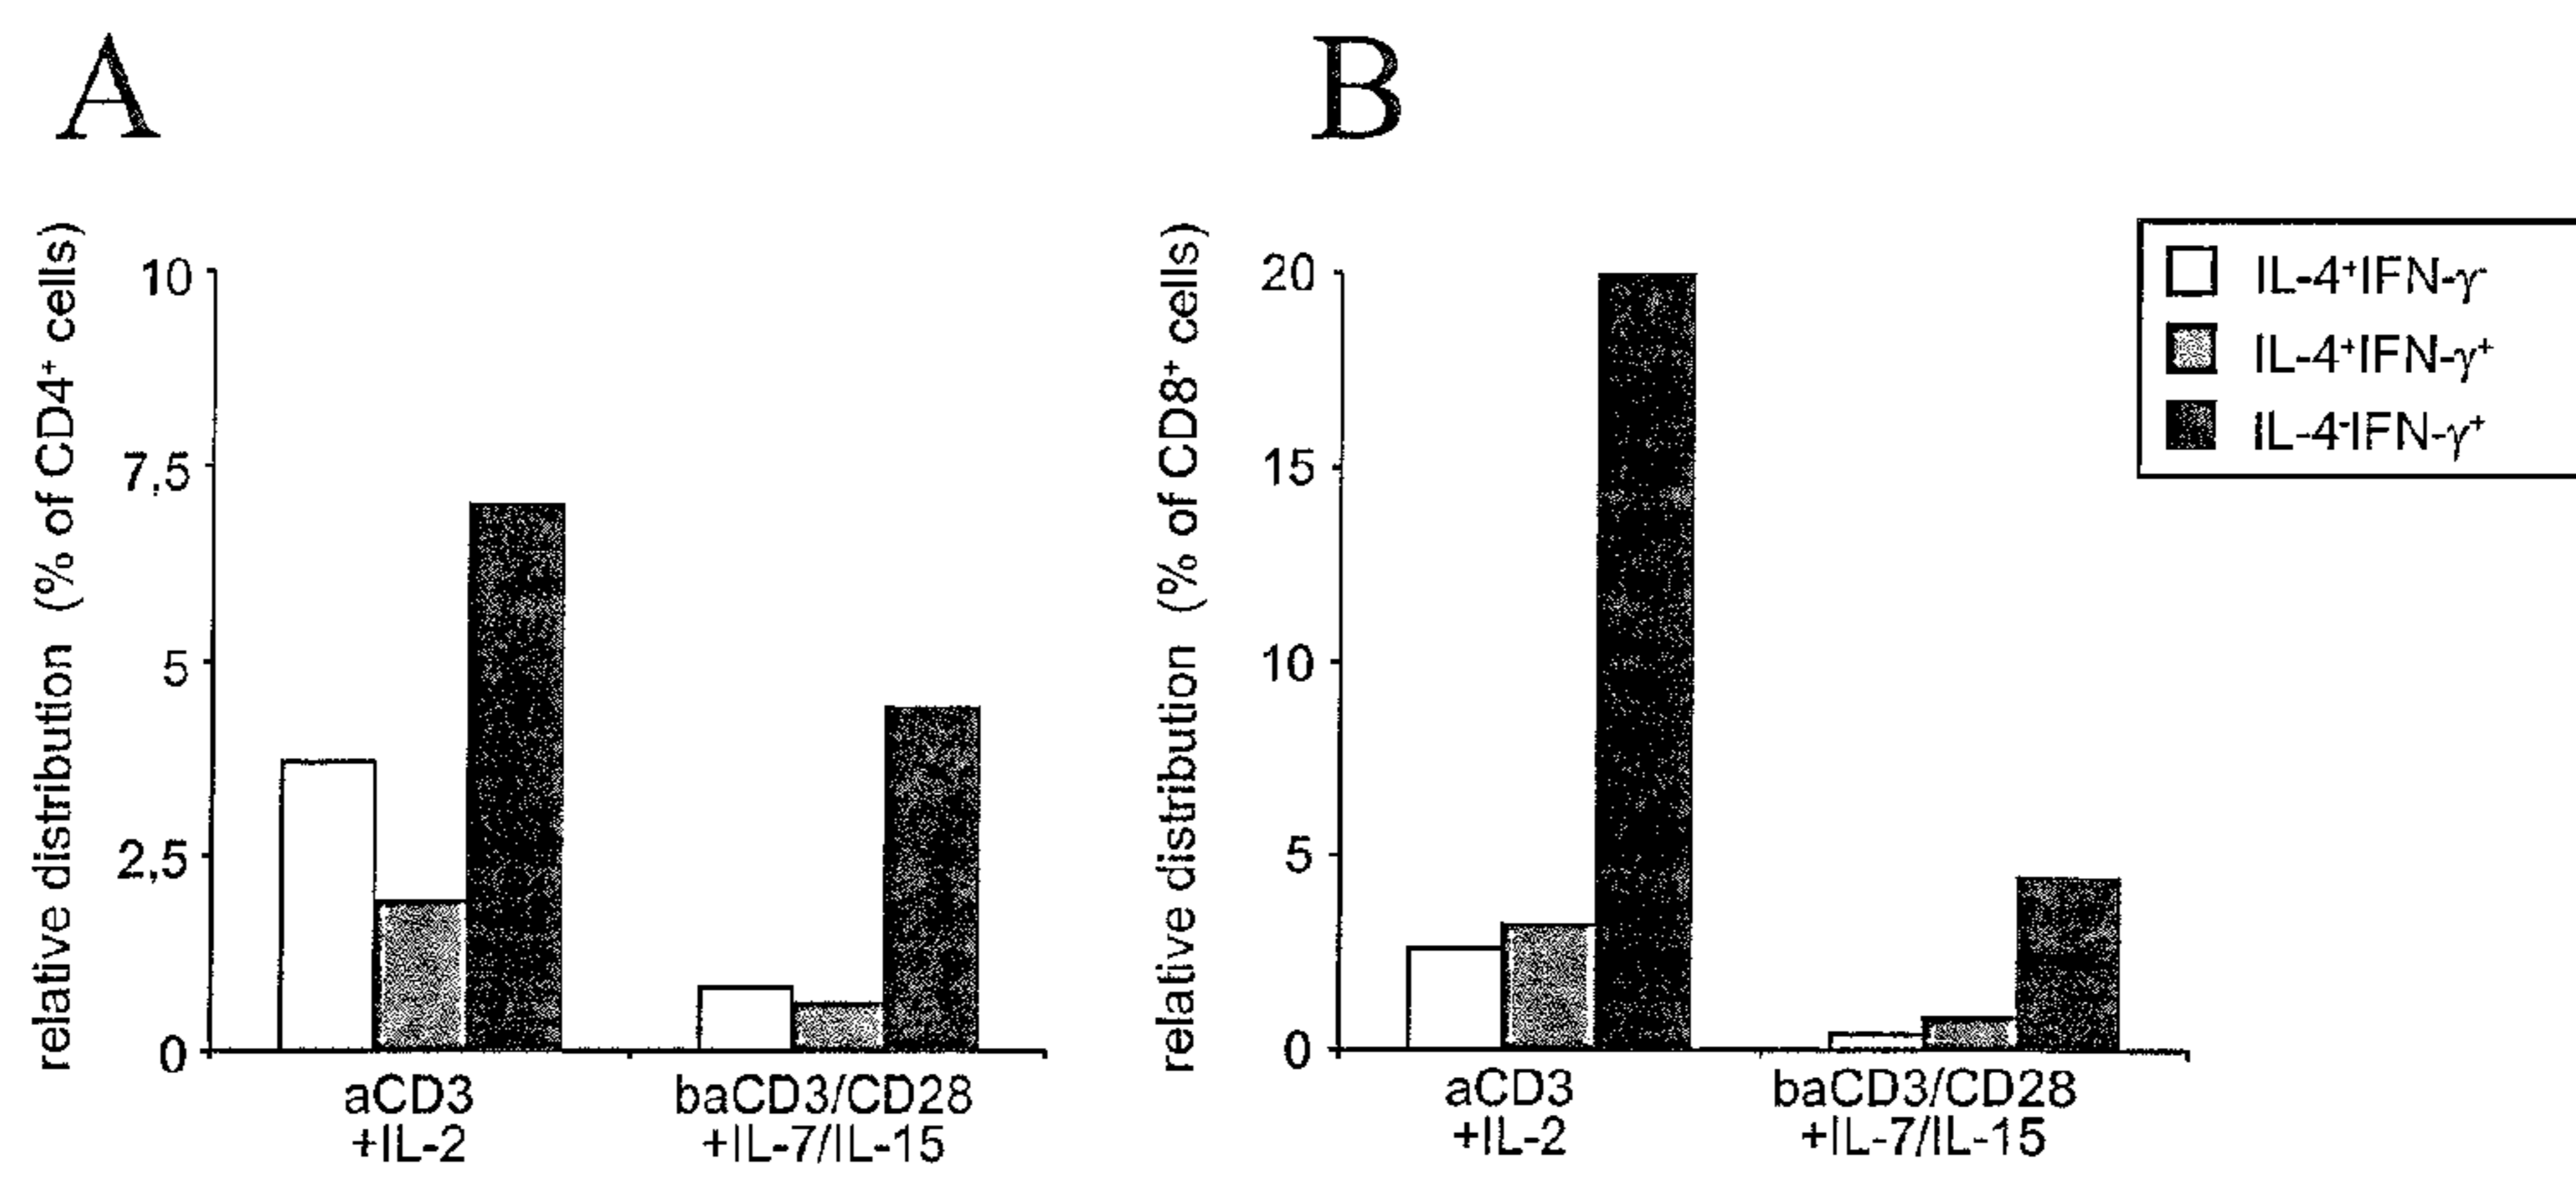 A
B
relative distribution (% of CD4⁺ cells)
10
7,5
5
2,5
0
aCD3
+IL-2
baCD3/CD28
+IL-7/IL-15
relative distribution (% of CD8⁺ cells)
20
15
10
5
0
aCD3
+IL-2
baCD3/CD28
+IL-7/IL-15
IL-4⁺IFN-γ⁻
IL-4⁺IFN-γ⁺
IL-4⁻IFN-γ⁺